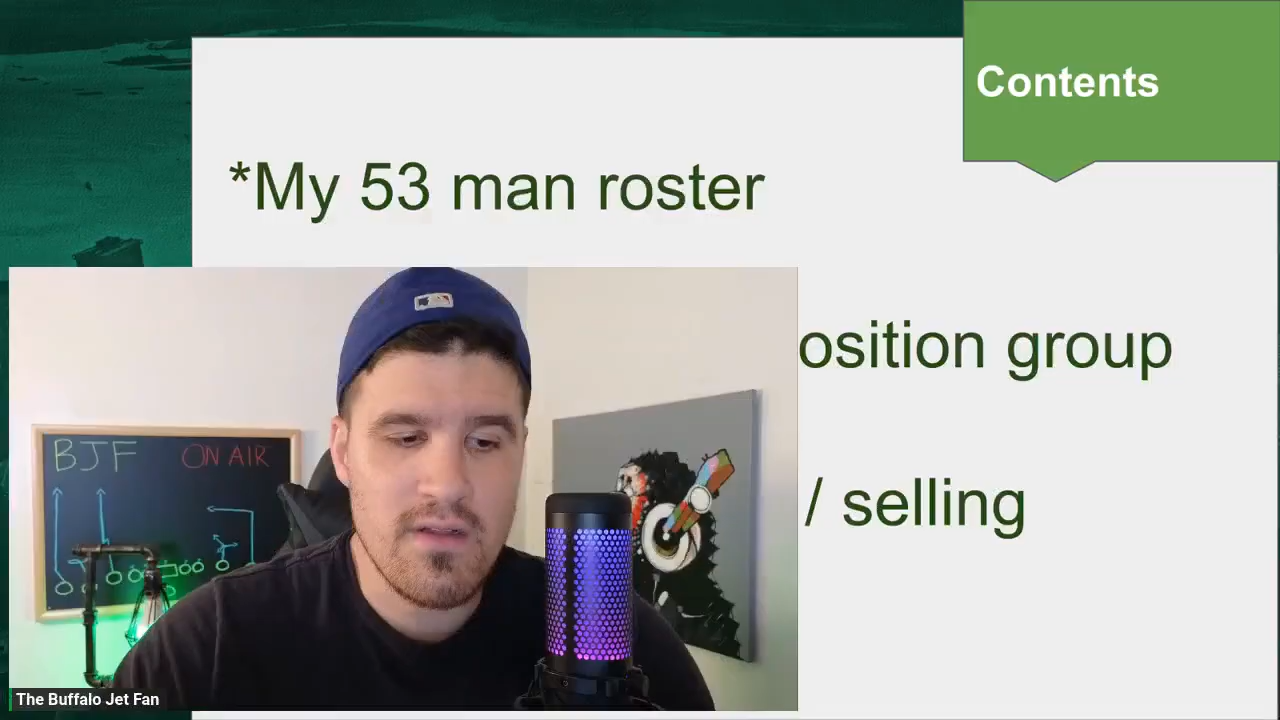 Contents
*My 53 man roster
osition group
/ selling
BJF ON AIR
The Buffalo Jet Fan